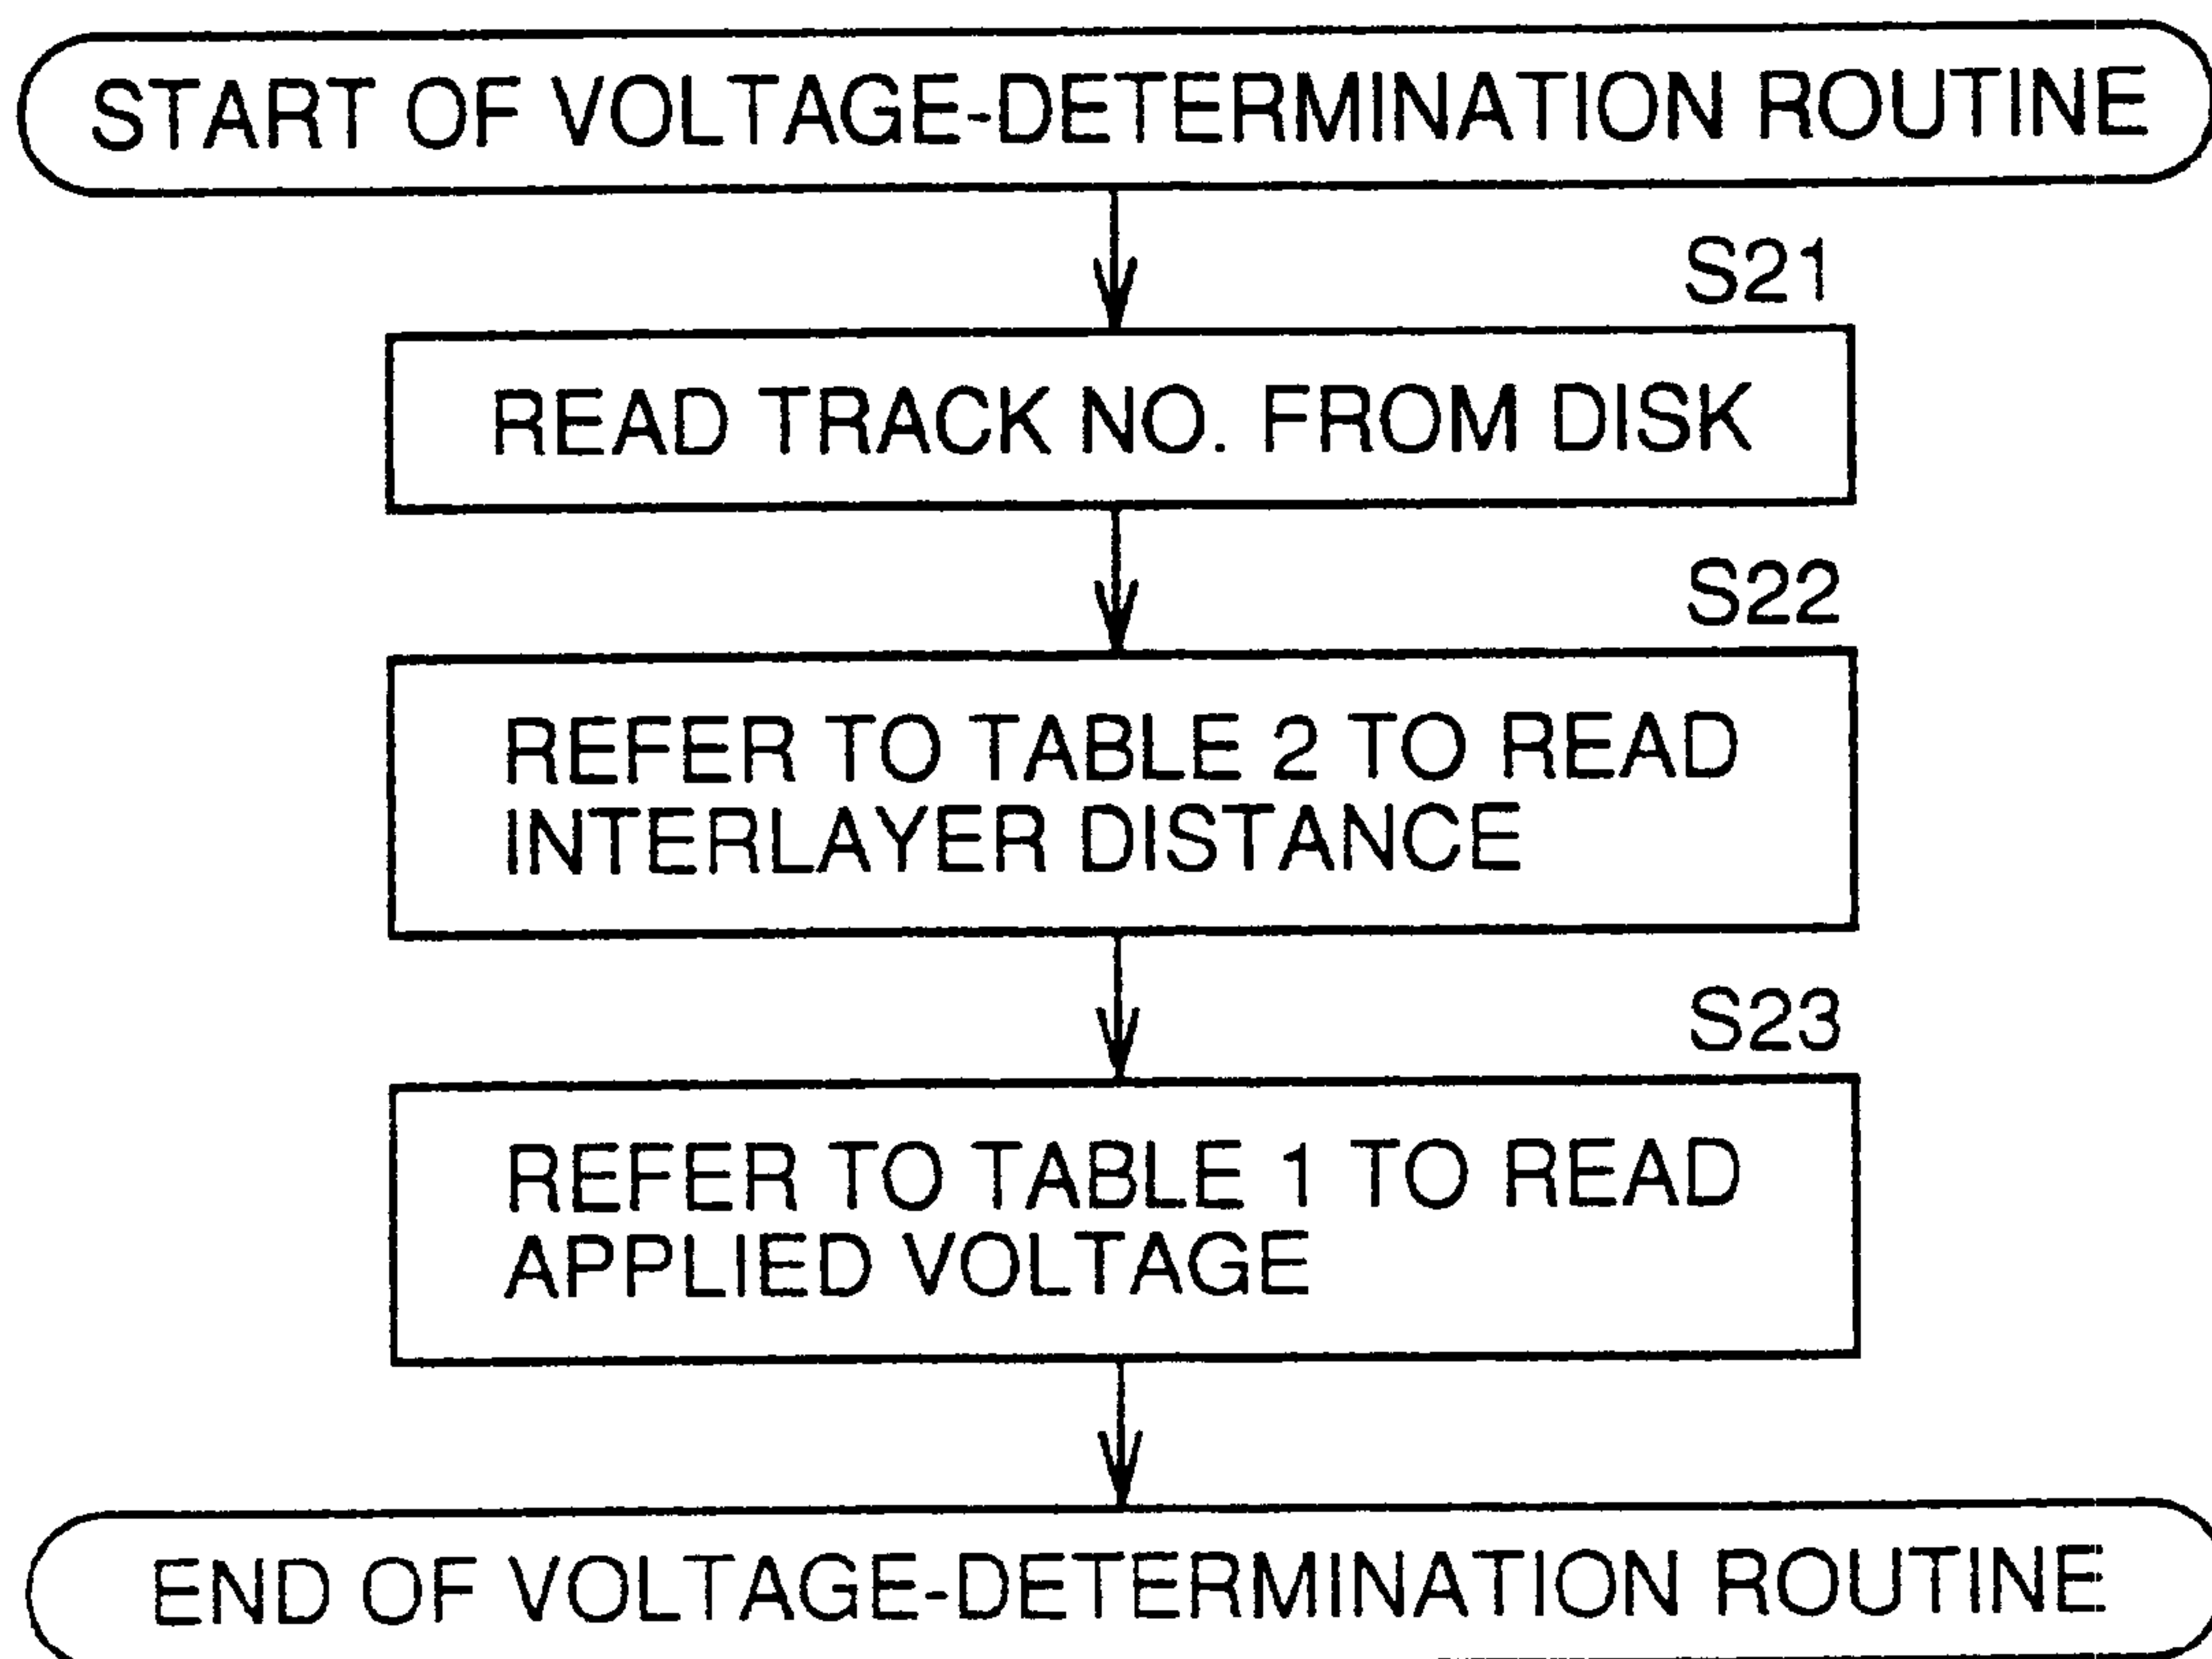 START OF VOLTAGE-DETERMINATION ROUTINE
S21
READ TRACK NO. FROM DISK
S22
REFER TO TABLE 2 TO READ
INTERLAYER DISTANCE
S23
REFER TO TABLE 1 TO READ
APPLIED VOLTAGE
END OF VOLTAGE-DETERMINATION ROUTINE